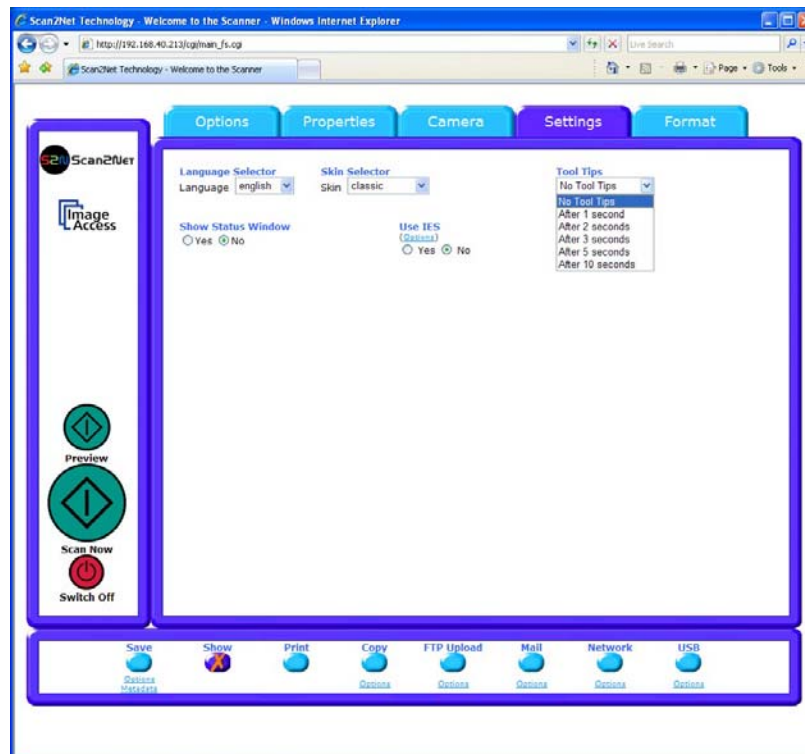 Scan2Net Technology - Welcome to the Scanner - Windows Internet Explorer
http://192.168.40.213/cgi/main_fs.cgi
Live Search
Scan2Net Technology - Welcome to the Scanner
Page
Tools
Options
Properties
Camera
Settings
Format
S2N Scan2Net
Image Access
Language Selector
Language english
Skin Selector
Skin classic
Tool Tips
No Tool Tips
No Tool Tips
After 1 second
After 2 seconds
After 3 seconds
After 5 seconds
After 10 seconds
Show Status Window
Yes No
Use IES
(Options)
Yes No
Preview
Scan Now
Switch Off
Save
Show
Print
Copy
FTP Upload
Mail
Network
USB
Options
Metadata
Options
Options
Options
Options
Options